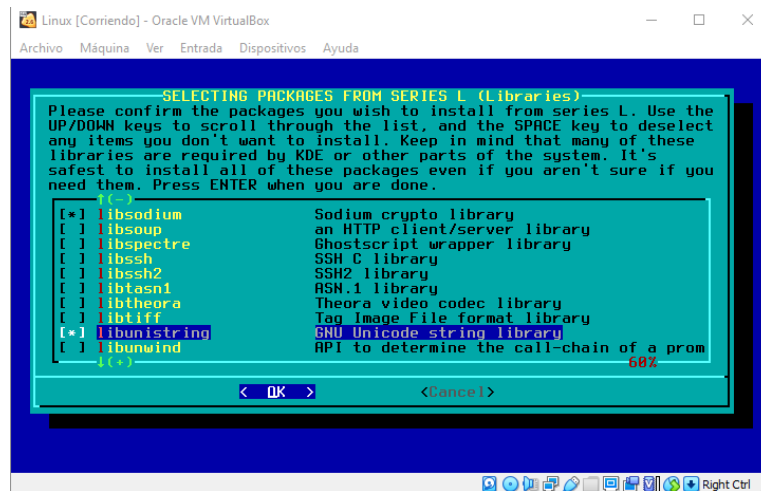 Linux [Corriendo] - Oracle VM VirtualBox
Archivo Máquina Ver Entrada Dispositivos Ayuda
SELECTING PACKAGES FROM SERIES L (Libraries)
Please confirm the packages you wish to install from series L. Use the
UP/DOWN keys to scroll through the list, and the SPACE key to deselect
any items you don't want to install. Keep in mind that many of these
libraries are required by KDE or other parts of the system. It's
safest to install all of these packages even if you aren't sure if you
need them. Press ENTER when you are done.
↑(-)
[*] libsodium Sodium crypto library
[ ] libsoup an HTTP client/server library
[ ] libspectre Ghostscript wrapper library
[ ] libssh SSH C library
[ ] libssh2 SSH2 library
[ ] libtasn1 ASN.1 library
[ ] libtheora Theora video codec library
[ ] libtiff Tag Image File format library
[*] libunistring GNU Unicode string library
[ ] libunwind API to determine the call-chain of a prom
↓(+) 60%
< OK > <Cancel>
Right Ctrl